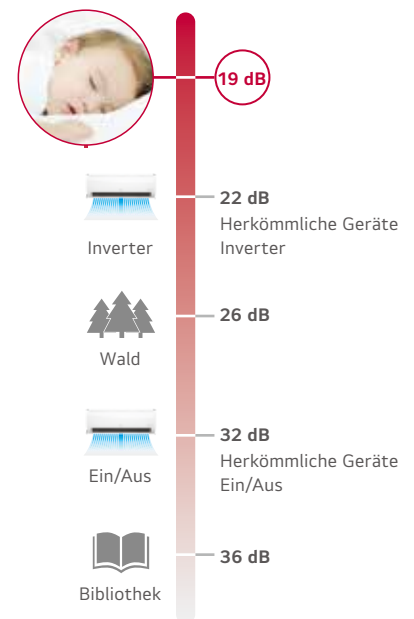 19 dB
22 dB
Herkömmliche Geräte
Inverter
Inverter
26 dB
Wald
32 dB
Herkömmliche Geräte
Ein/Aus
Ein/Aus
36 dB
Bibliothek